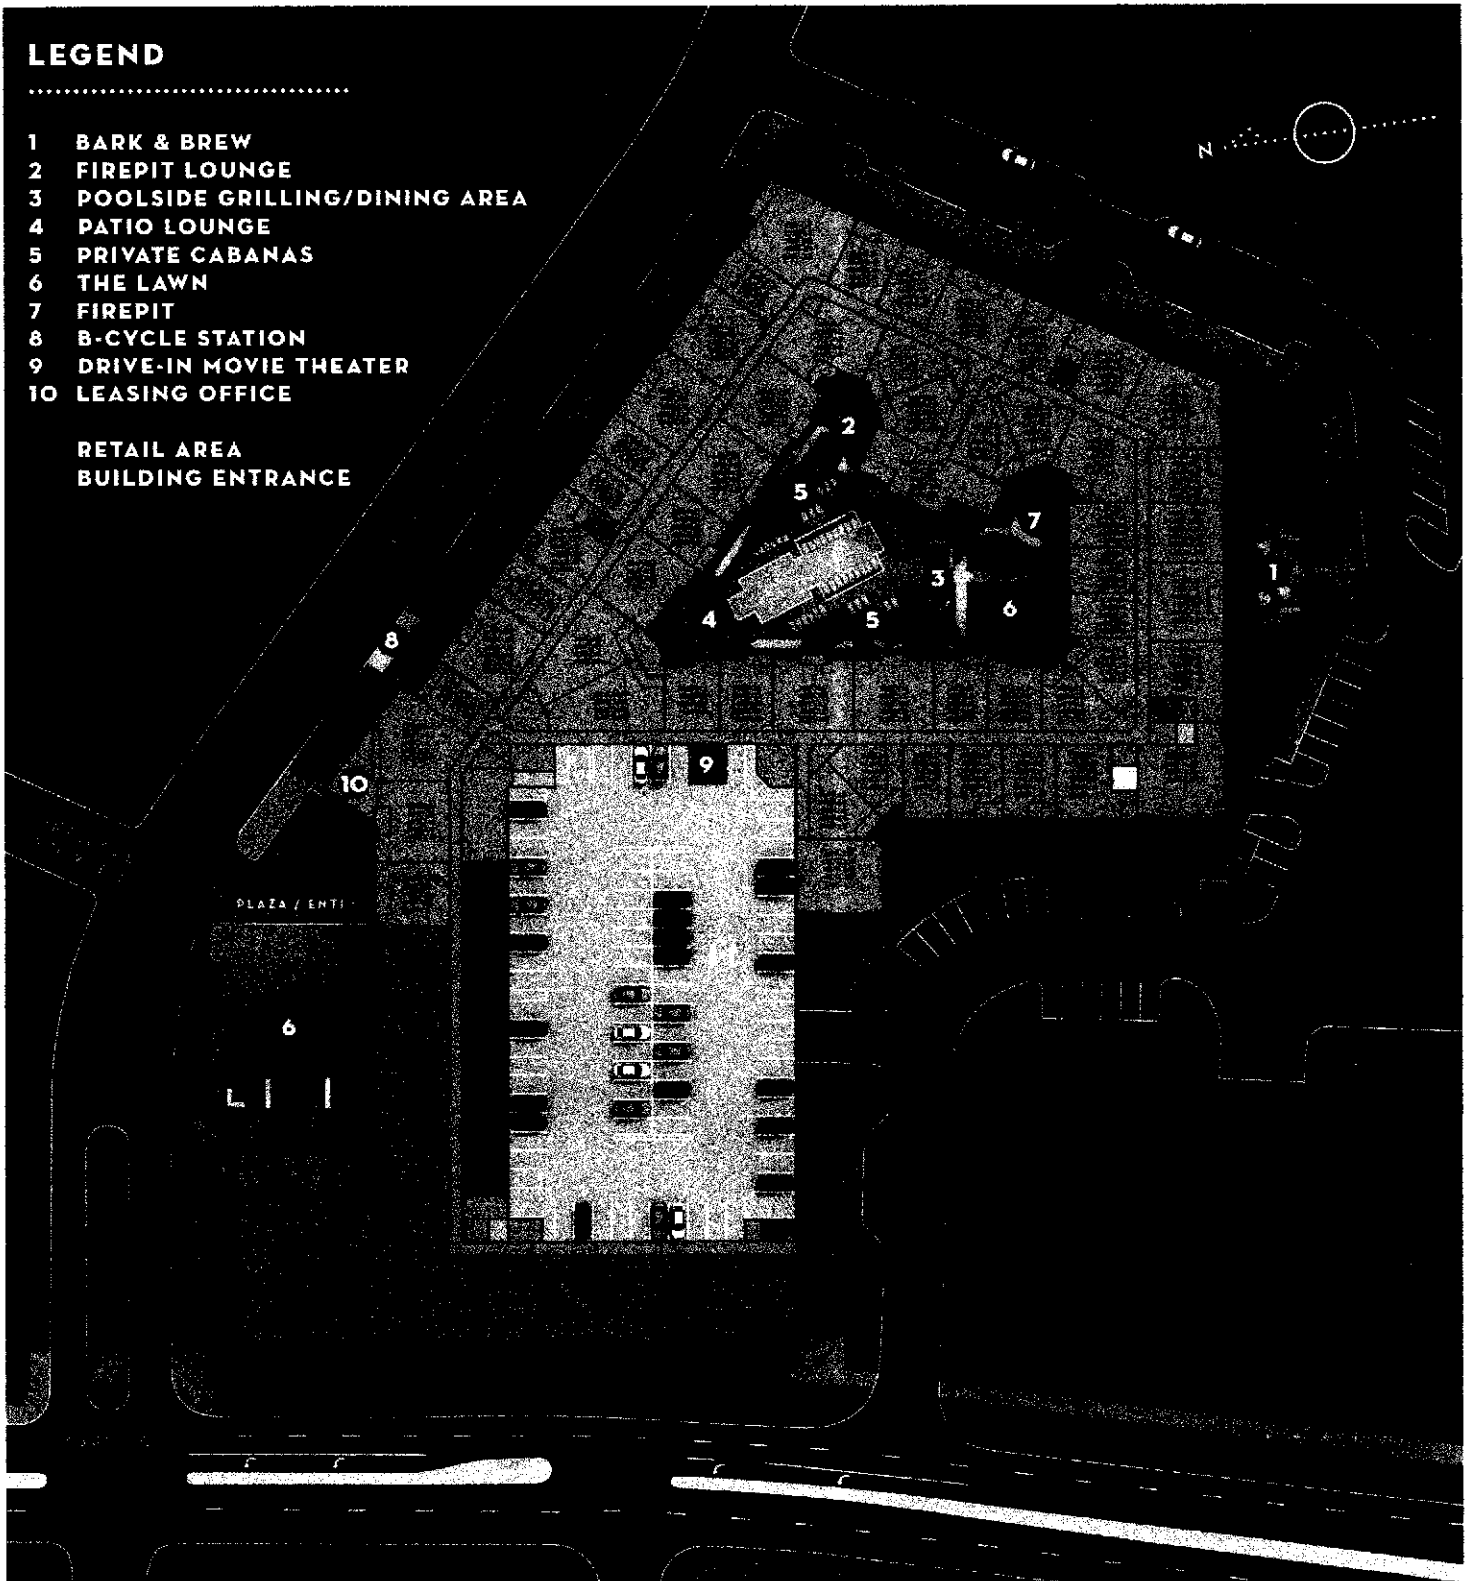 LEGEND
1 BARK & BREW
2 FIREPIT LOUNGE
3 POOLSIDE GRILLING/DINING AREA
4 PATIO LOUNGE
5 PRIVATE CABANAS
6 THE LAWN
7 FIREPIT
8 B-CYCLE STATION
9 DRIVE-IN MOVIE THEATER
10 LEASING OFFICE
RETAIL AREA
BUILDING ENTRANCE
N
2
5
7
3
1
6
4
5
8
9
10
PLAZA /
6